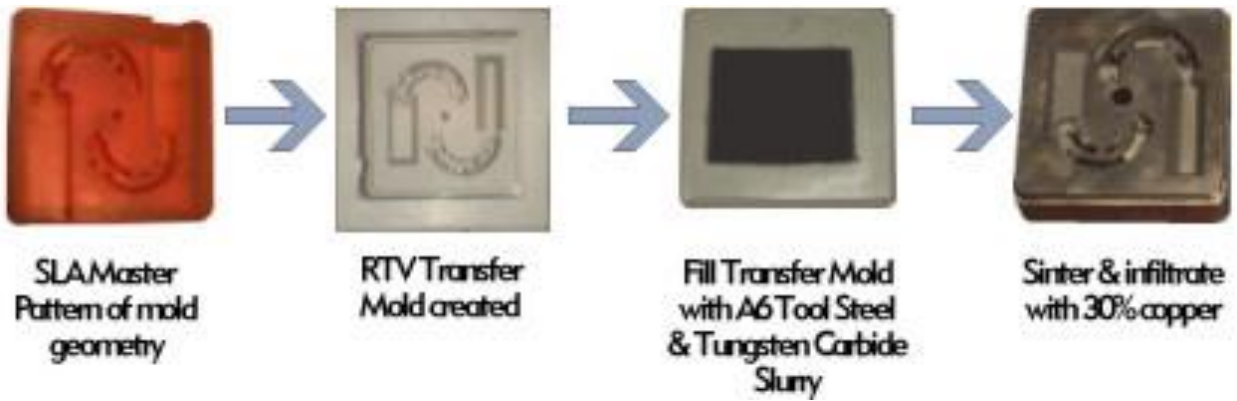 SLA Master
Pattern of mold
geometry
RTV Transfer
Mold created
Fill Transfer Mold
with A6 Tool Steel
& Tungsten Carbide
Slurry
Sinter & infiltrate
with 30% copper